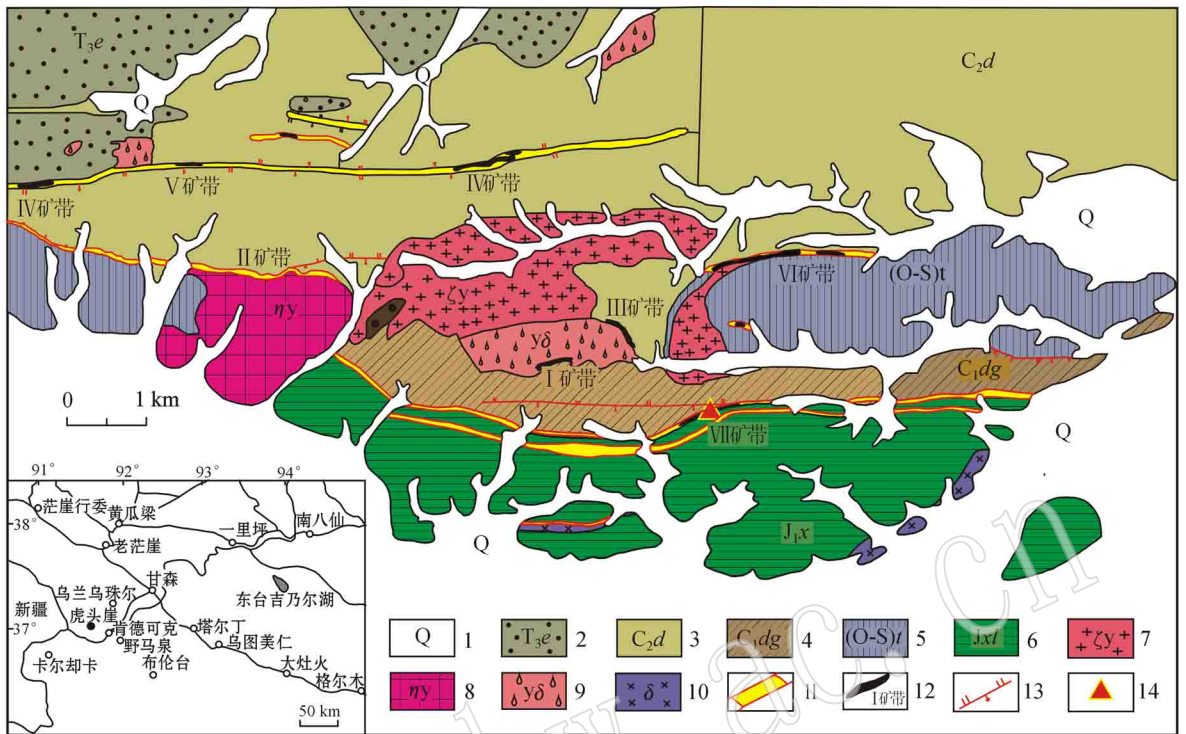 T₃e
Q
Q
C₂d
V矿带
IV矿带
IV矿带
Q
II矿带
VI矿带
(O-S)t
ηγ
ζγ
III矿带
γδ
I矿带
C₁dg
0 1 km
VII矿带
Q
Q
J₁x
91° 92° 93° 94°
38°
37°
茫崖行委
黄瓜梁
一里坪
南八仙
老茫崖
甘森
东台吉乃尔湖
乌兰乌珠尔
新疆
虎头崖
肯德可克
塔尔丁
野马泉
乌图美仁
卡尔却卡
布伦台
大灶火
格尔木
50 km
Q 1
T₃e 2
C₂d 3
C₁dg 4
(O-S)t 5
Jxl 6
ζγ 7
ηγ 8
γδ 9
δ 10
11
I矿带 12
13
14
ac.cn